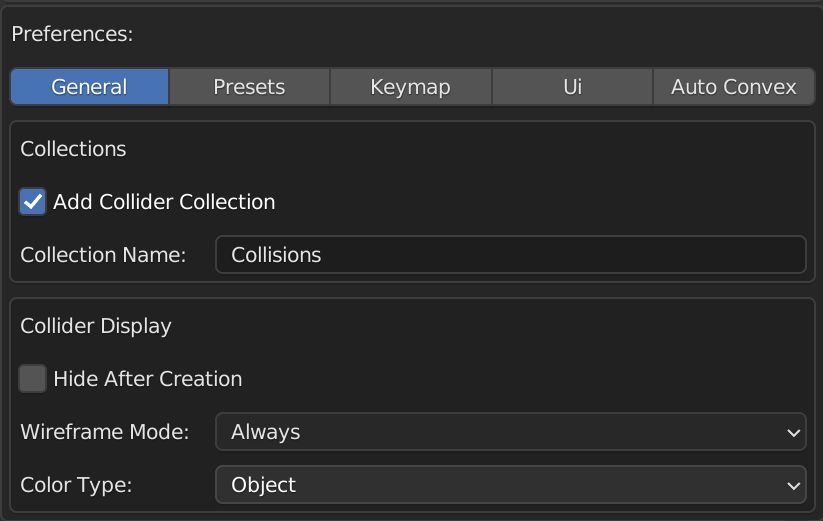 Preferences:
General Presets Keymap Ui Auto Convex
Collections
Add Collider Collection
Collection Name: Collisions
Collider Display
Hide After Creation
Wireframe Mode: Always
Color Type: Object